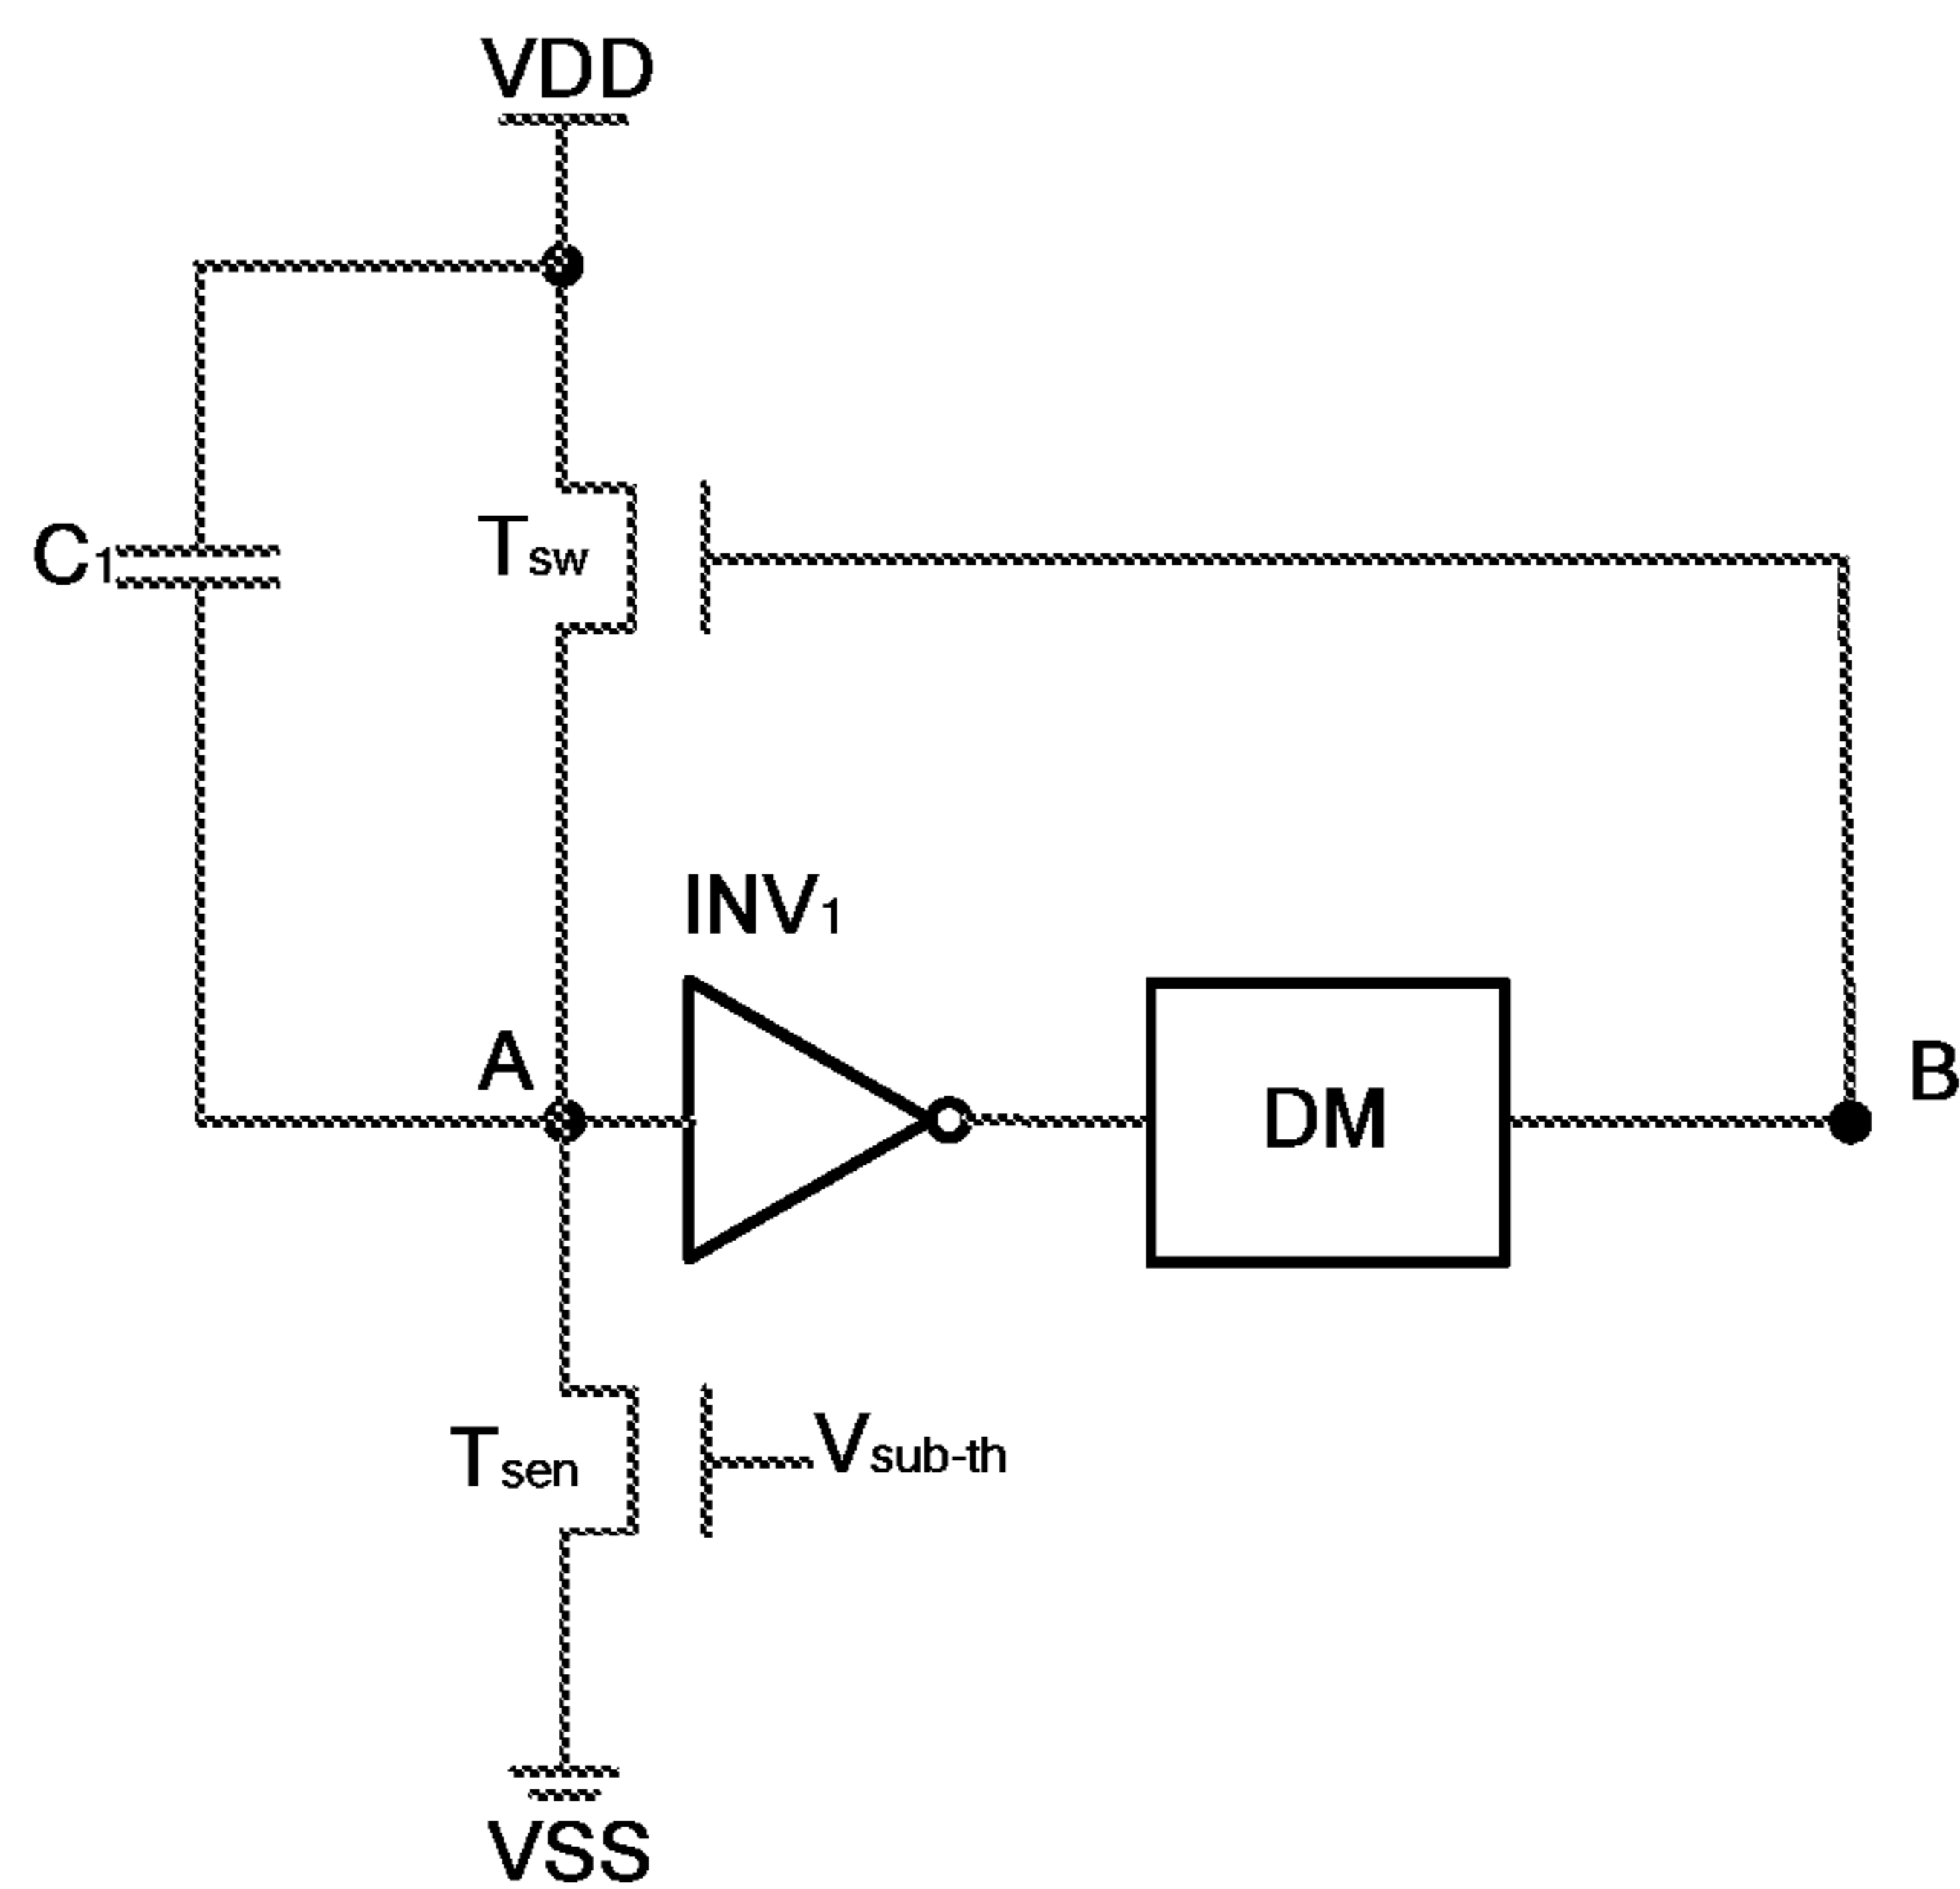 VDD
C1
Tsw
INV1
A
DM
B
Tsen
Vsub-th
VSS